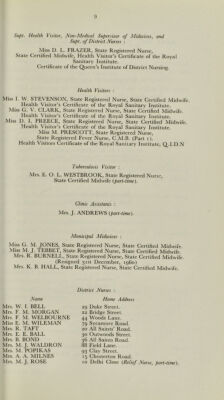 9
Supt. Health Visitor, Non-Medical Supervisor of Midwives, and
Supt. of District Nurses :
Miss D. L. FRAZER, State Registered Nurse,
State Certified Midwife, Health Visitor's Certificate of the Royal
Sanitary Institute.
Certificate of the Queen's Institute of District Nursing.
Health Visitors :
Miss I. W. STEVENSON, State Registered Nurse, State Certified Midwife.
Health Visitor's Certificate of the Royal Sanitary Institute.
Miss G. V. CLARK, State Registered Nurse, State Certified Midwife,
Health Visitor's Certificate of the Royal Sanitary Institute.
Miss D. I. PREECE, State Registered Nurse, State Certified Midwife.
Health Visitor's Certificate of the Royal Sanitary Institute.
Miss M. PRESCOTT, State Registered Nurse,
State Registered Fever Nurse, C.M.B. (Part 1).
Health Visitors Certificate of the Royal Sanitary Institute, Q.I.D.N
Tuberculosis Visitor :
Mrs. E. O. L. WESTBROOK, State Registered Nurse,
State Certified Midwife (part-time).
Clinic Assistants :
Mrs. J. ANDREWS (part-time).
Municipal Midwives :
Miss G. M. JONES, State Registered Nurse, State Certified Midwife.
Miss M. J. TEBBIT, State Registered Nurse, State Certified Midwife.
Mrs. R. BURNELL, State Registered Nurse, State Certified Midwife.
(Resigned 31st December, 1960)
Mrs. K. B. HALL, State Registered Nurse, State Certified Midwife.
District Nurses :
Name Home Address
Mrs. W. I. BELL 29 Duke Street.
Mrs. F. M. MORGAN 22 Bridge Street.
Mrs. F. M. WELBOURNE 44 Woods Lane.
Miss E. M. WILEMAN 79 Sycamore Road.
Mrs. R. TAFT 20 All Saints' Road.
Mrs. E. E. BALL 30 Outwoods Street.
Mrs. B. BOND 76 All Saints Road.
Mrs. M. J. WALDRON 88 Field Lane.
Mrs. M. POPIKAS 93 Clay Street.
Mrs. A. A. MILNES 15 Chesterton Road.
Mrs. M. J. ROSE 12 Delhi Close (Relief Nurse, part-time).